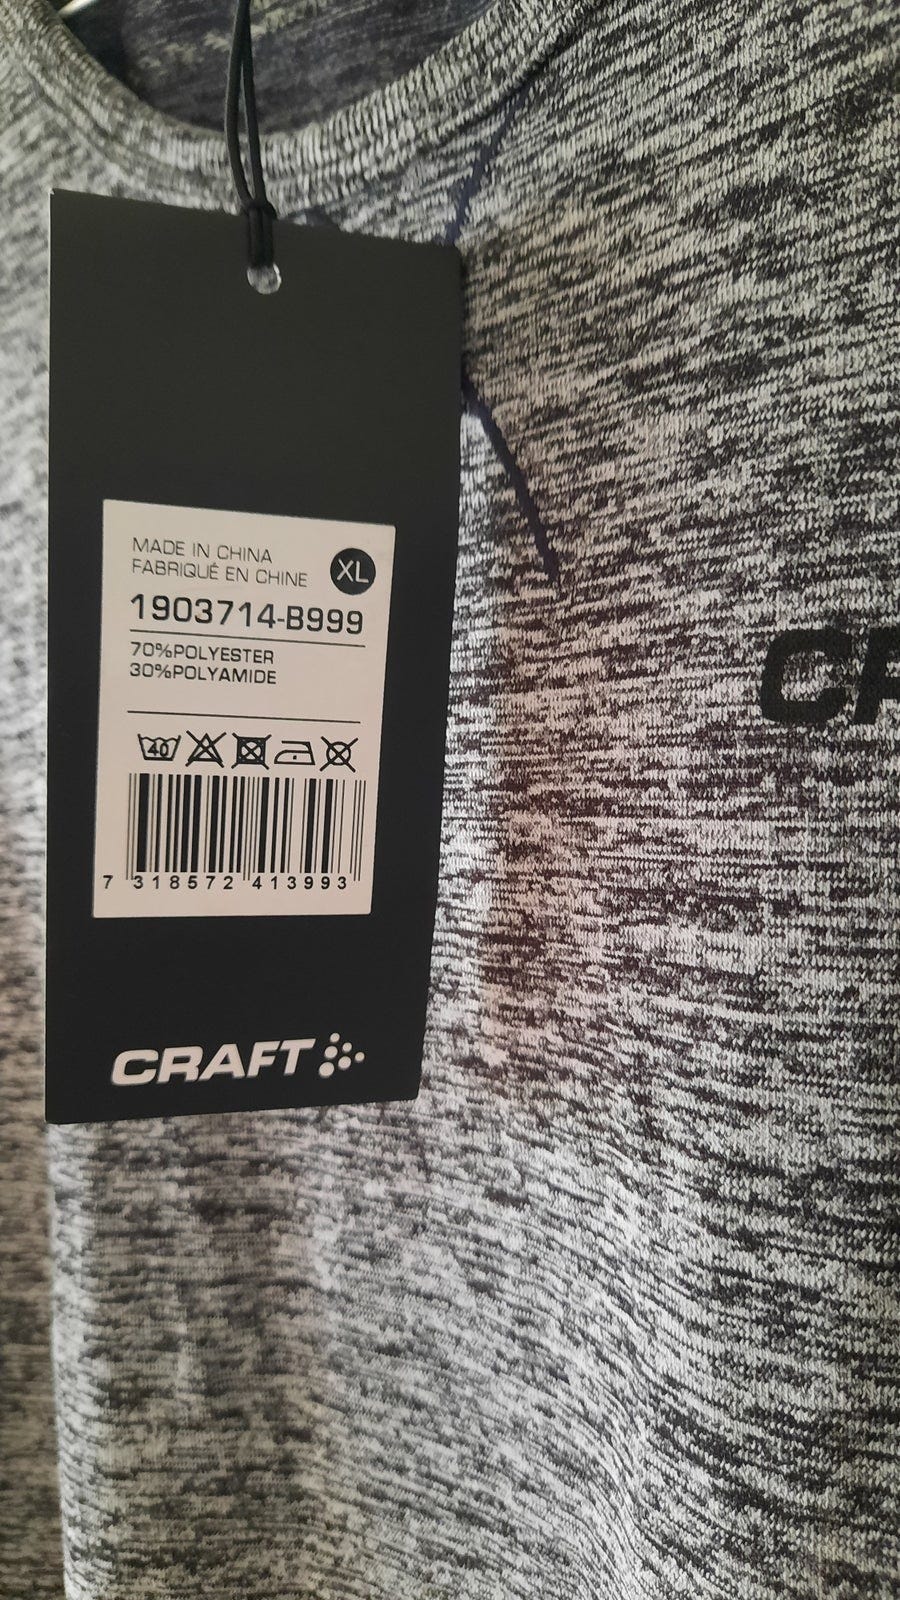 MADE IN CHINA
FABRIQUÉ EN CHINE
XL
1903714-B999
70%POLYESTER
30%POLYAMIDE
40
7 318572 413993
CRAFT